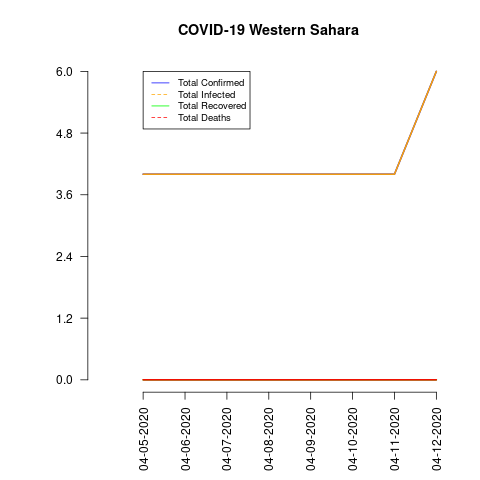 COVID-19 Western Sahara
Total Confirmed
Total Infected
Total Recovered
Total Deaths
6.0
4.8
3.6
2.4
1.2
0.0
04-05-2020
04-06-2020
04-07-2020
04-08-2020
04-09-2020
04-10-2020
04-11-2020
04-12-2020